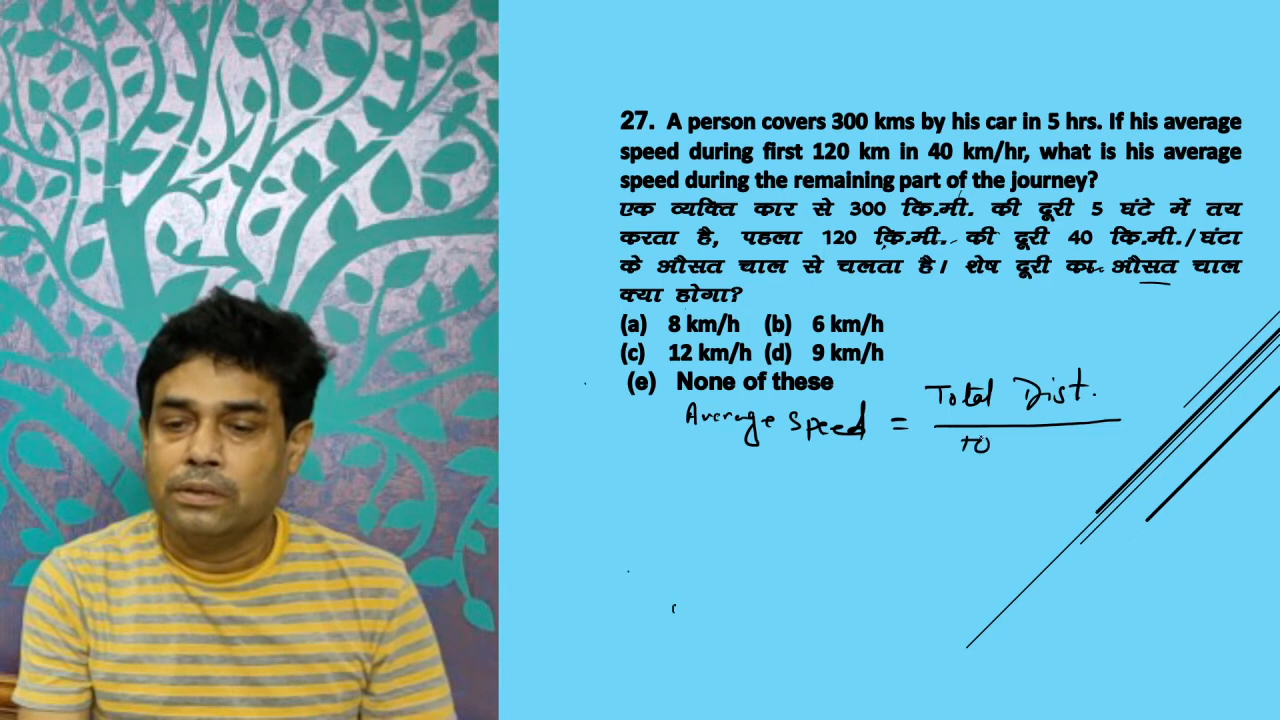 27. A person covers 300 kms by his car in 5 hrs. If his average
speed during first 120 km in 40 km/hr, what is his average
speed during the remaining part of the journey?
एक व्यक्ति कार से 300 कि.मी. की दूरी 5 घंटे में तय
करता है, पहला 120 कि.मी. की दूरी 40 कि.मी./घंटा
के औसत चाल से चलता है। शेष दूरी का औसत चाल
क्या होगा?
(a) 8 km/h (b) 6 km/h
(c) 12 km/h (d) 9 km/h
(e) None of these
Average Speed = Total Dist.
to